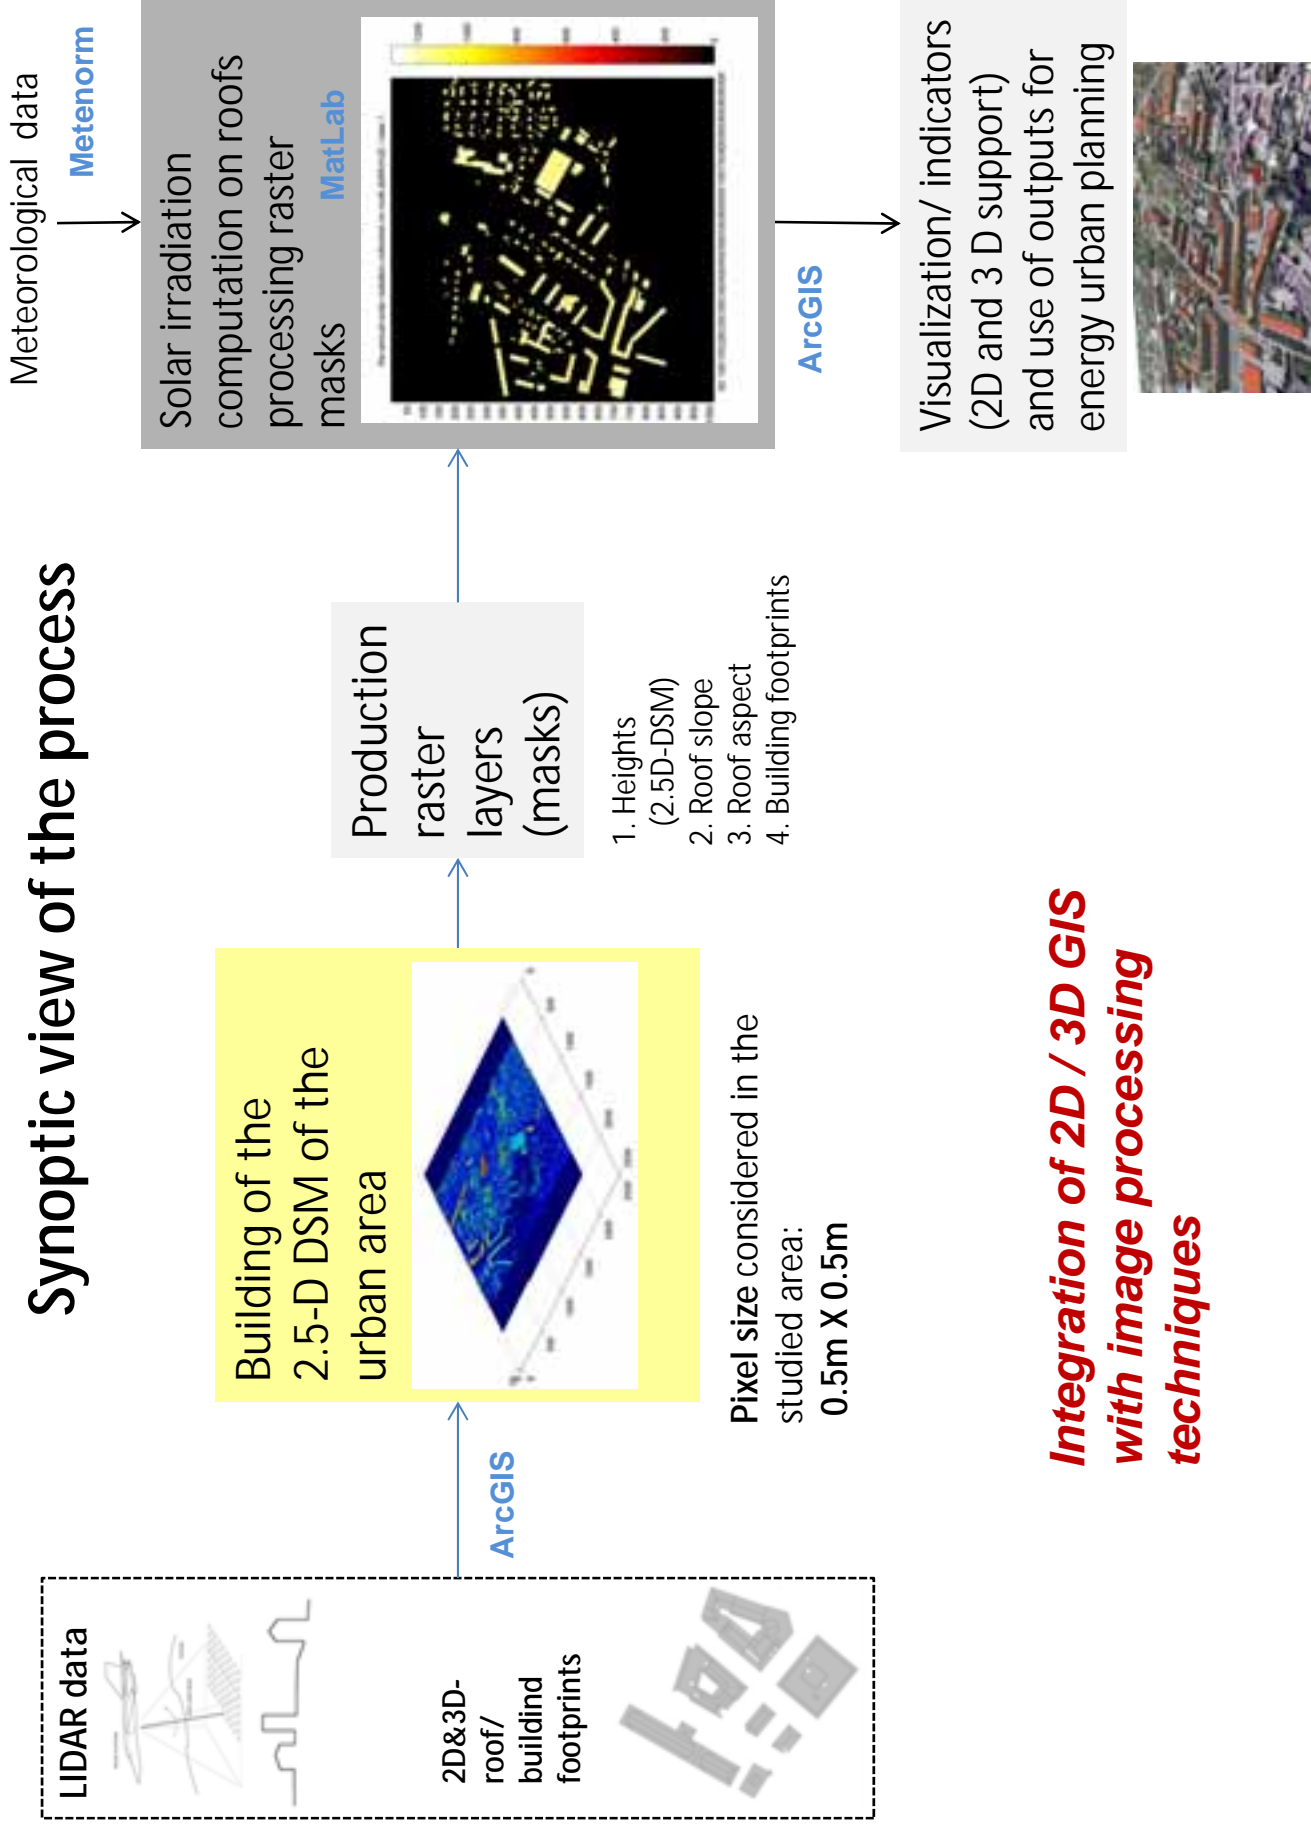 Synoptic view of the process
LIDAR data
2D&3D-
roof/
buildind
footprints
ArcGIS
Building of the
2.5-D DSM of the
urban area
Pixel size considered in the
studied area:
0.5m X 0.5m
Production
raster
layers
(masks)
1. Heights
(2.5D-DSM)
2. Roof slope
3. Roof aspect
4. Building footprints
Meteorological data
Metenorm
Solar irradiation
computation on roofs
processing raster
masks
MatLab
ArcGIS
Visualization/ indicators
(2D and 3 D support)
and use of outputs for
energy urban planning
Integration of 2D / 3D GIS
with image processing
techniques